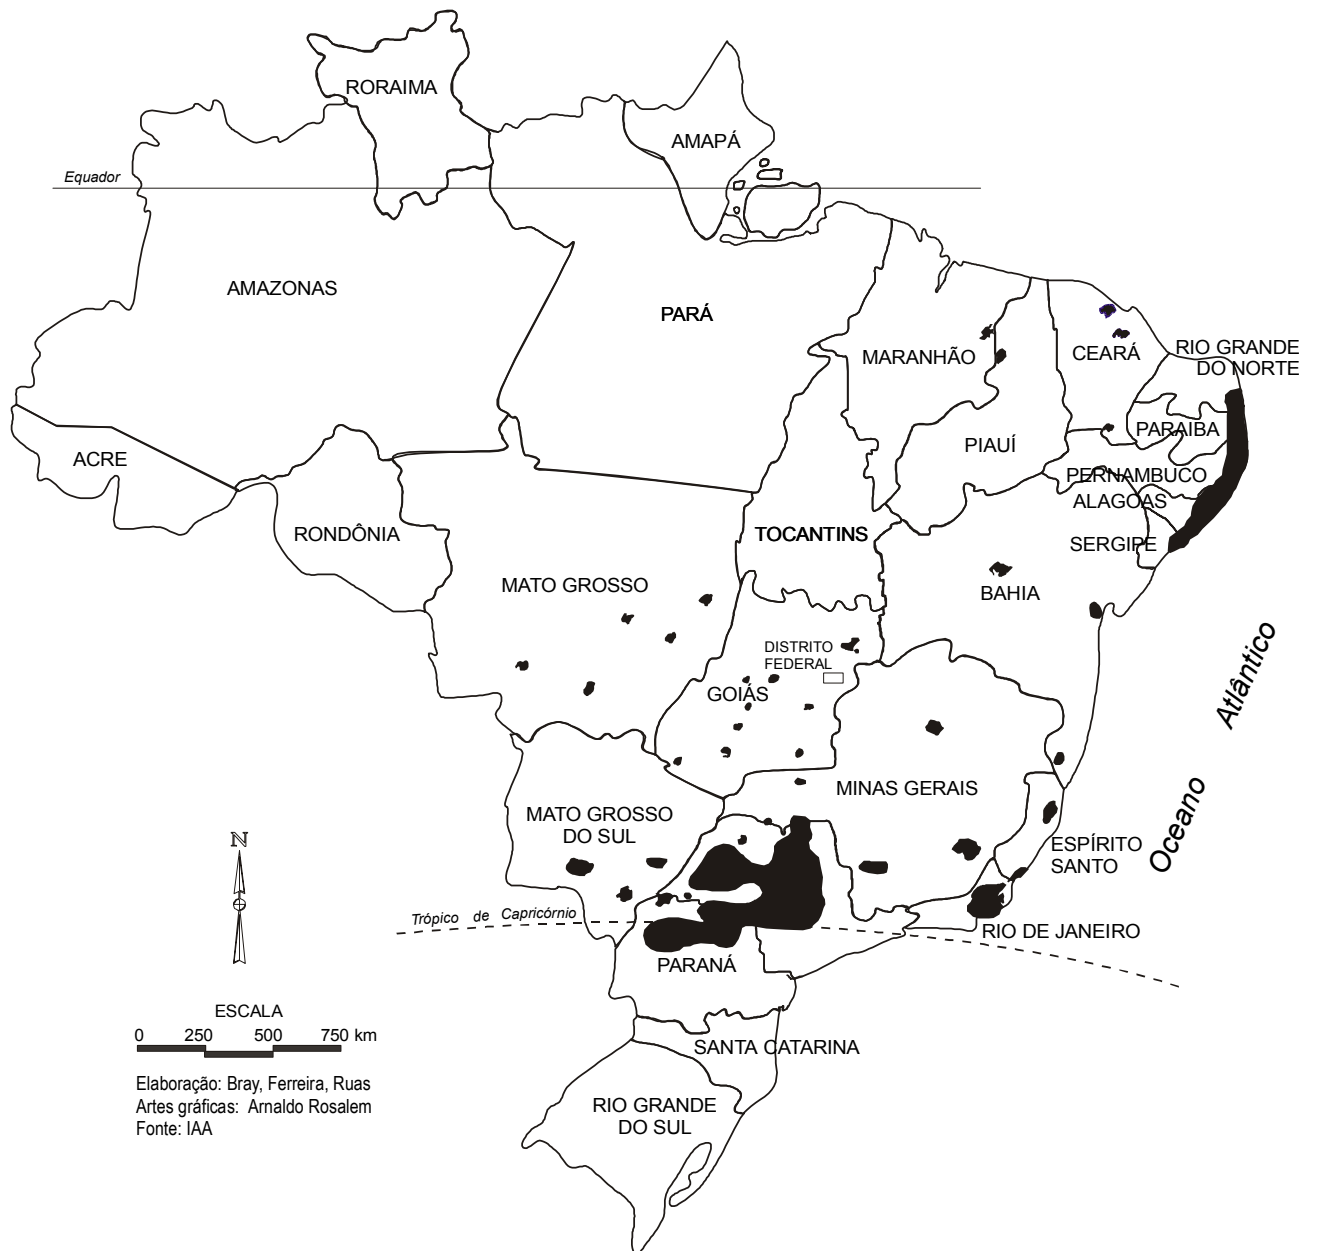 RORAIMA
AMAPÁ
Equador
AMAZONAS
PARÁ
MARANHÃO
CEARÁ
RIO GRANDE
DO NORTE
PARAIBA
PIAUÍ
ACRE
PERNAMBUCO
ALAGOAS
RONDÔNIA
TOCANTINS
SERGIPE
MATO GROSSO
BAHIA
DISTRITO
FEDERAL
GOIÁS
Oceano Atlântico
MINAS GERAIS
MATO GROSSO
DO SUL
N
ESPÍRITO
SANTO
Trópico de Capricórnio
RIO DE JANEIRO
PARANÁ
ESCALA
0 250 500 750 km
SANTA CATARINA
Elaboração: Bray, Ferreira, Ruas
Artes gráficas: Arnaldo Rosalem
Fonte: IAA
RIO GRANDE
DO SUL